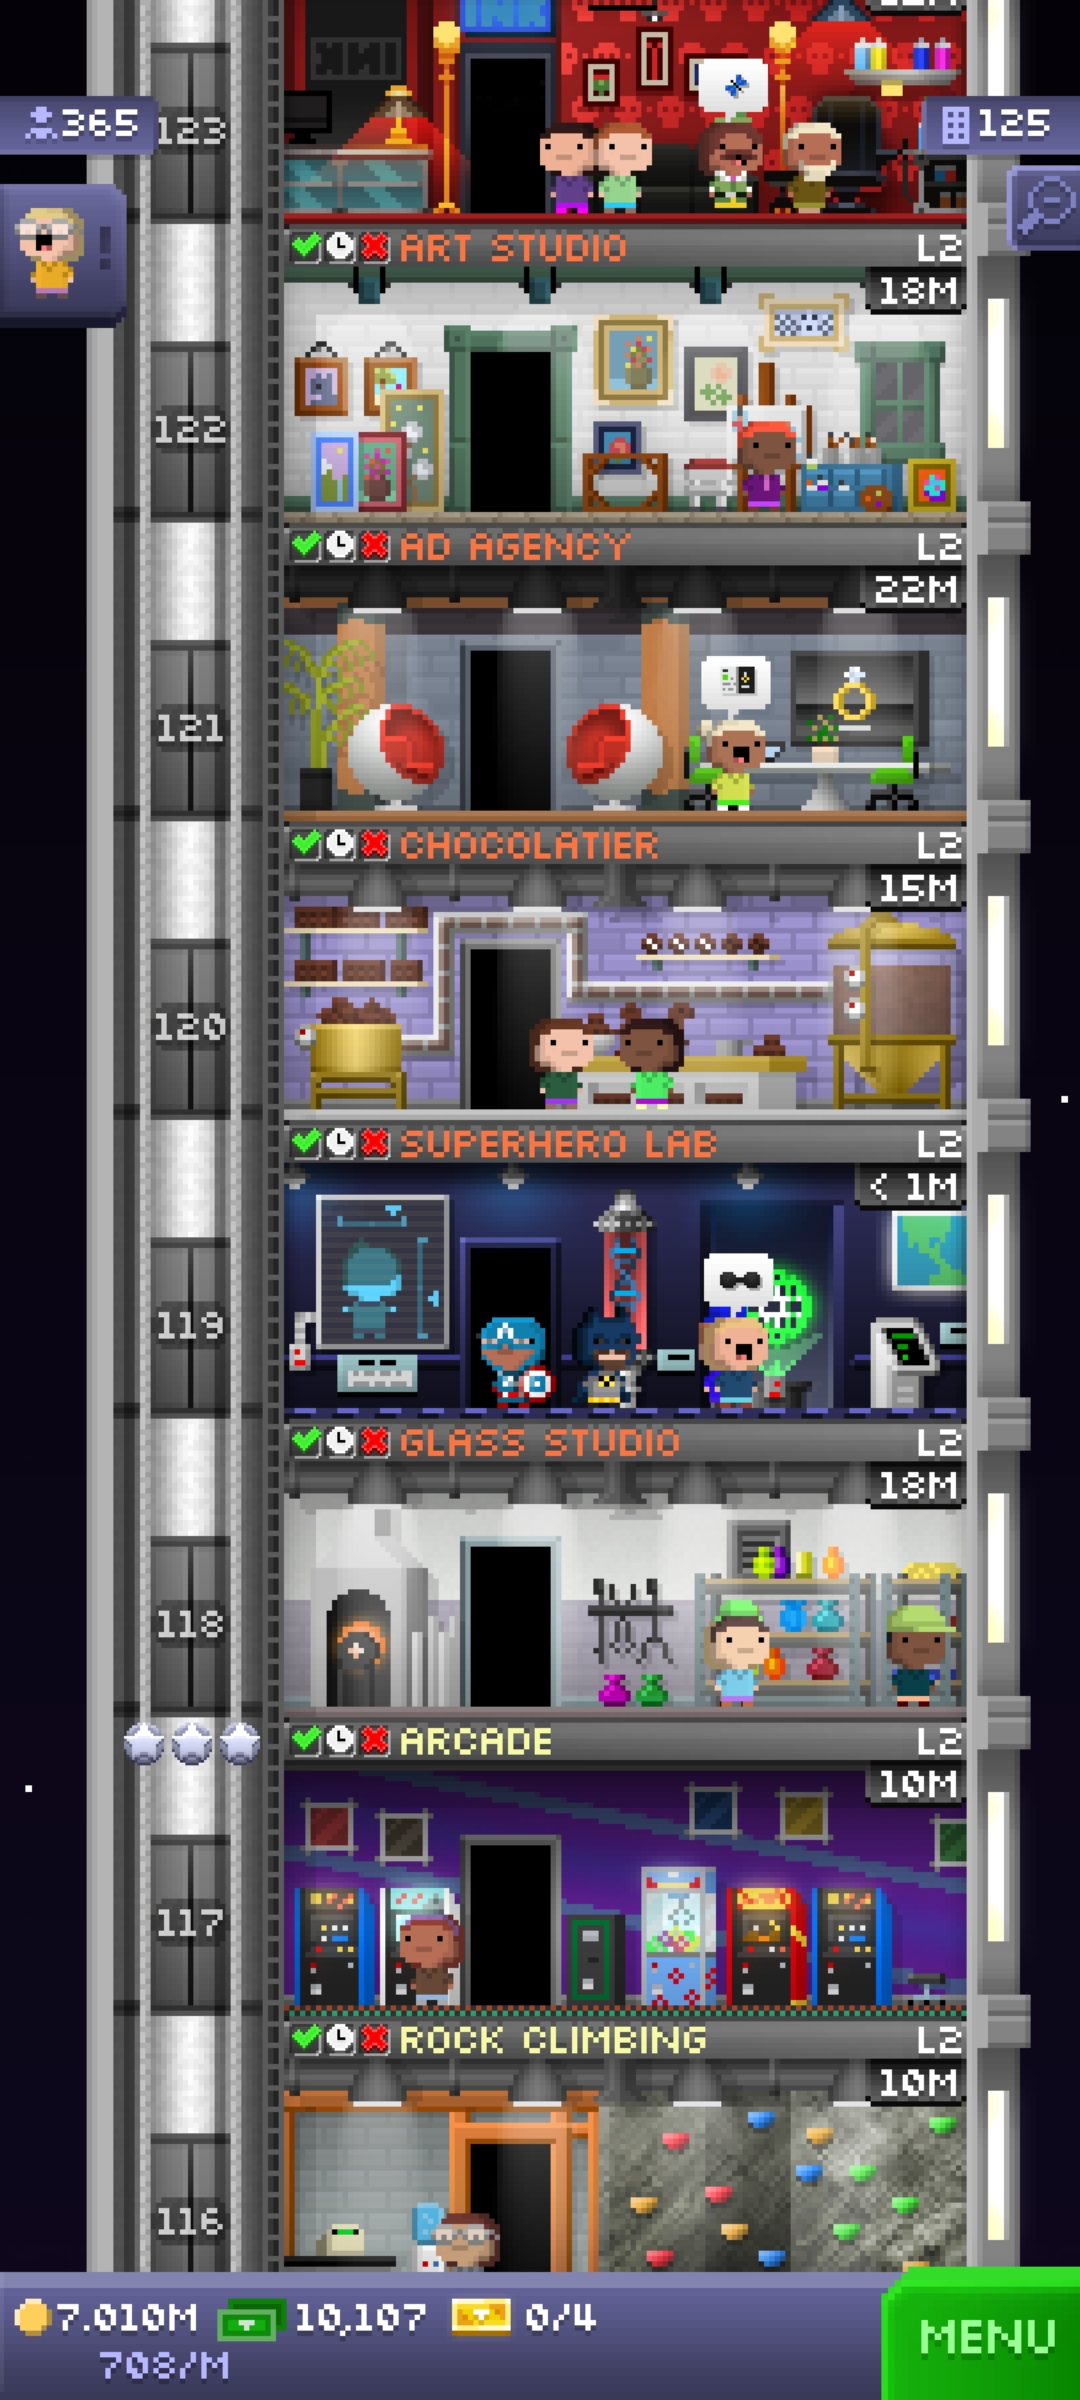 INK
365
123
125
ART STUDIO L2
18M
122
AD AGENCY L2
22M
121
CHOCOLATIER L2
15M
120
SUPERHERO LAB L2
< 1M
119
GLASS STUDIO L2
18M
118
ARCADE L2
10M
117
ROCK CLIMBING L2
10M
116
7.010M 10,107 0/4
708/M
MENU